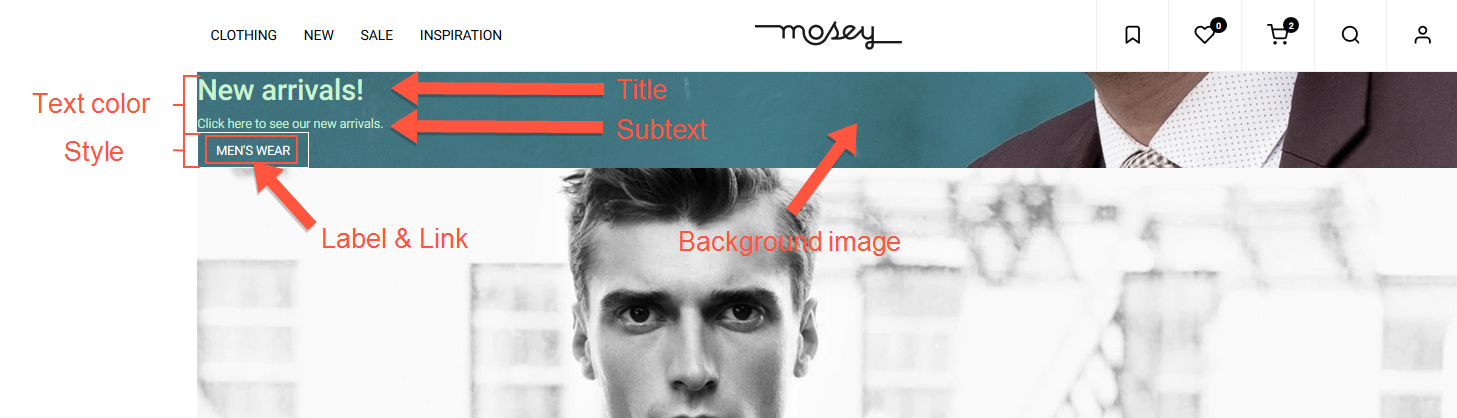 CLOTHING NEW SALE INSPIRATION
mosey
0
2
New arrivals!
Title
Text color
Click here to see our new arrivals.
Subtext
Style
MEN'S WEAR
Label & Link
Background image